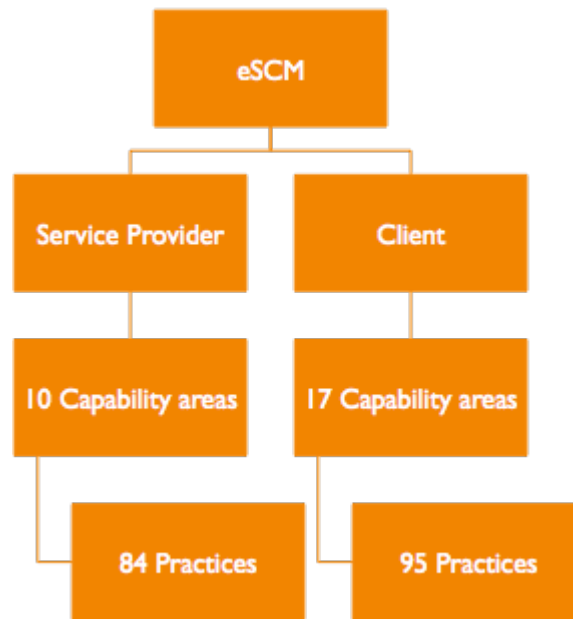 eSCM
Service Provider
Client
10 Capability areas
17 Capability areas
84 Practices
95 Practices